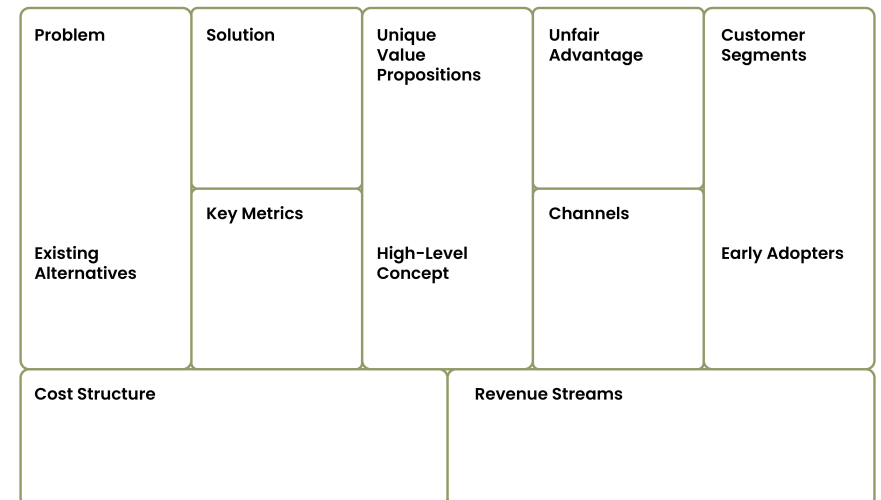 Problem
Existing
Alternatives
Solution
Key Metrics
Unique
Value
Propositions
High-Level
Concept
Unfair
Advantage
Channels
Customer
Segments
Early Adopters
Cost Structure
Revenue Streams